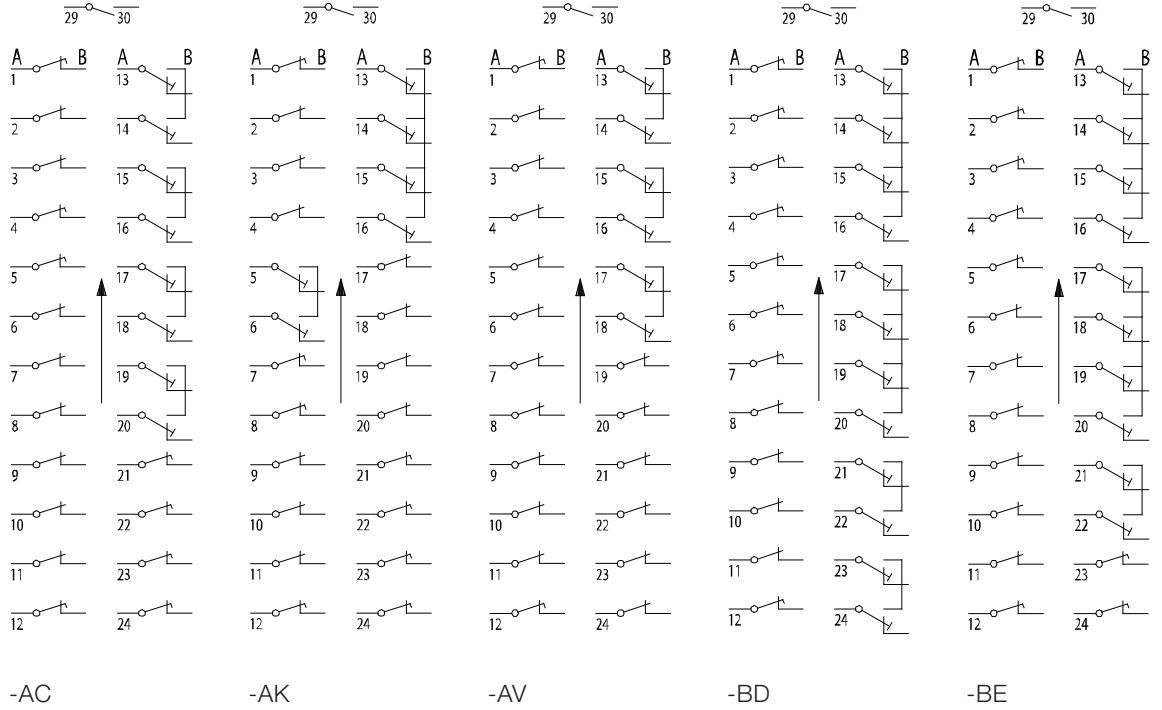 29 30 29 30 29 30 29 30 29 30
A B A B A B A B A B A B A B A B A B A B
1 13 1 13 1 13 1 13 1 13
2 14 2 14 2 14 2 14 2 14
3 15 3 15 3 15 3 15 3 15
4 16 4 16 4 16 4 16 4 16
5 17 5 17 5 17 5 17 5 17
6 18 6 18 6 18 6 18 6 18
7 19 7 19 7 19 7 19 7 19
8 20 8 20 8 20 8 20 8 20
9 21 9 21 9 21 9 21 9 21
10 22 10 22 10 22 10 22 10 22
11 23 11 23 11 23 11 23 11 23
12 24 12 24 12 24 12 24 12 24
-AC -AK -AV -BD -BE